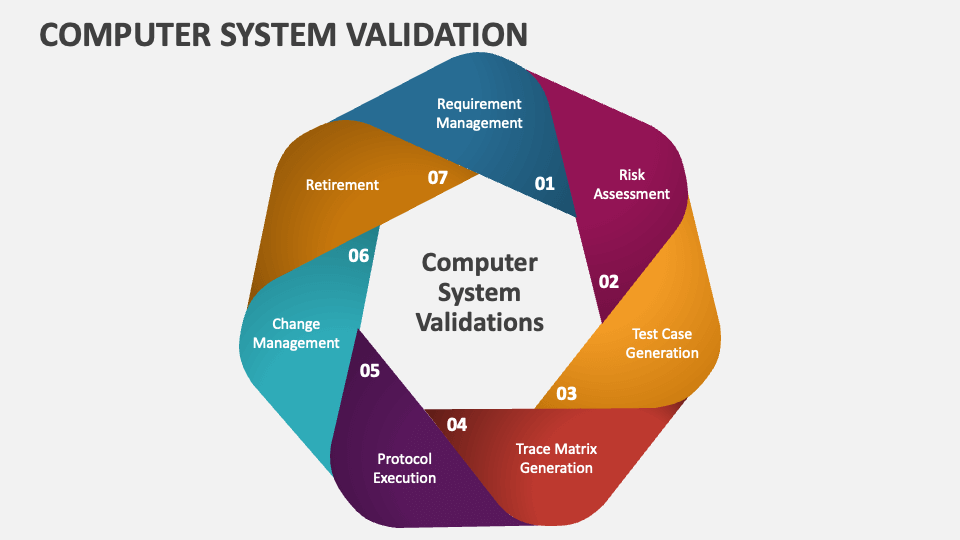 COMPUTER SYSTEM VALIDATION
Requirement
Management
01
Risk
Assessment
02
Test Case
Generation
03
Trace Matrix
Generation
04
Protocol
Execution
05
Change
Management
06
Retirement
07
Computer
System
Validations